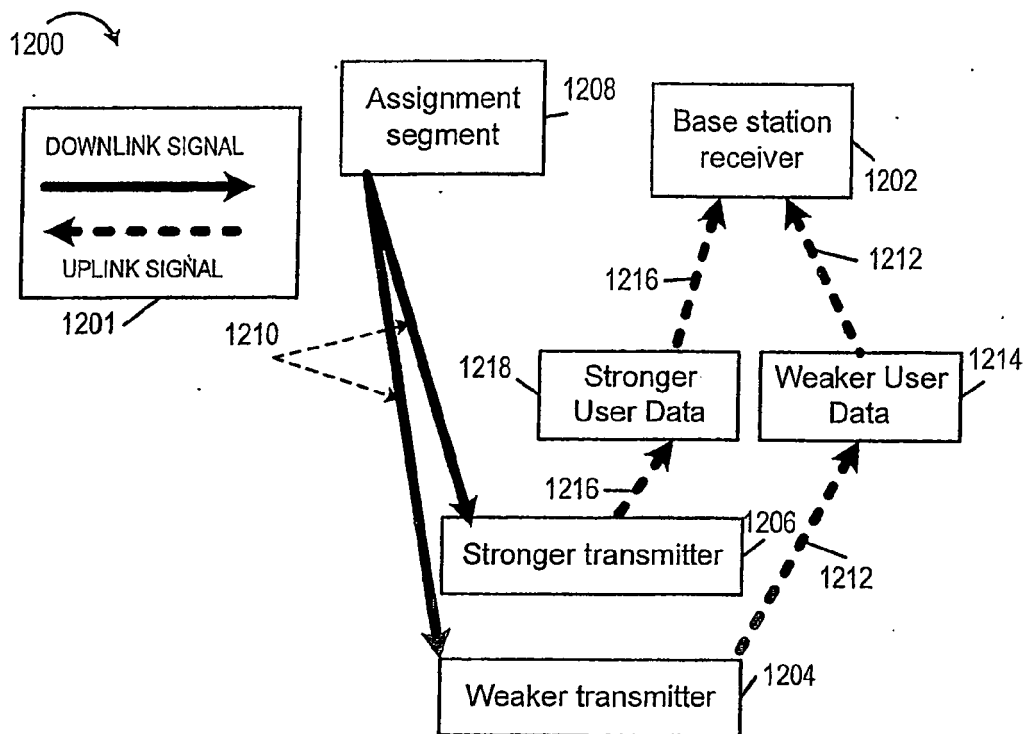 1200
DOWNLINK SIGNAL
UPLINK SIGNAL
1201
Assignment
segment
1208
Base station
receiver
1202
1210
1216
1212
1218
Stronger
User Data
Weaker User
Data
1214
1216
1206
Stronger transmitter
1212
Weaker transmitter
1204